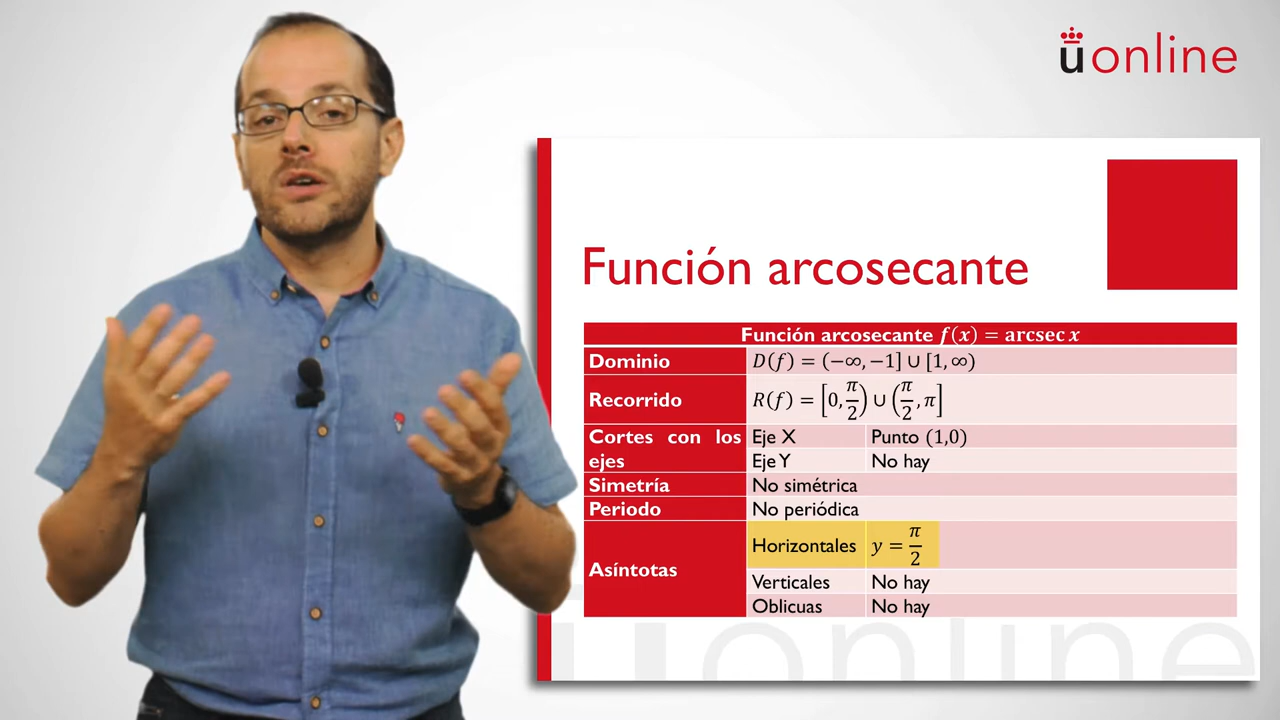 uonline
Función arcosecante
Función arcosecante f(x) = arcsec x
Dominio D(f) = (−∞, −1] ∪ [1, ∞)
Recorrido R(f) = [0, π/2) ∪ (π/2, π]
Cortes con los ejes Eje X Punto (1,0)
Eje Y No hay
Simetría No simétrica
Periodo No periódica
Asíntotas Horizontales y = π/2
Verticales No hay
Oblicuas No hay
uonline